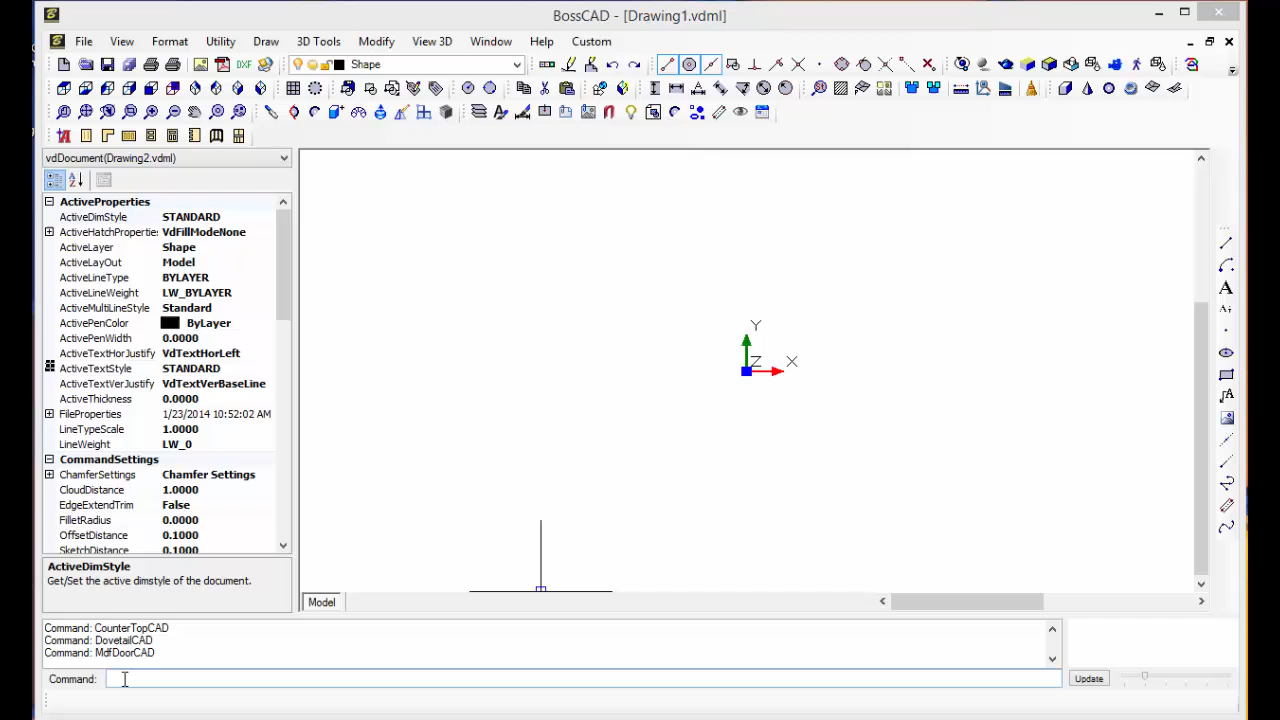 BossCAD - [Drawing1.vdml]
File View Format Utility Draw 3D Tools Modify View 3D Window Help Custom
DXF Shape
vdDocument(Drawing2.vdml)
ActiveProperties
ActiveDimStyle STANDARD
ActiveHatchPropertie: VdFillModeNone
ActiveLayer Shape
ActiveLayOut Model
ActiveLineType BYLAYER
ActiveLineWeight LW_BYLAYER
ActiveMultiLineStyle Standard
ActivePenColor ByLayer
ActivePenWidth 0.0000
ActiveTextHorJustify VdTextHorLeft
ActiveTextStyle STANDARD
ActiveTextVerJustify VdTextVerBaseLine
ActiveThickness 0.0000
FileProperties 1/23/2014 10:52:02 AM
LineTypeScale 1.0000
LineWeight LW_0
CommandSettings
ChamferSettings Chamfer Settings
CloudDistance 1.0000
EdgeExtendTrim False
FilletRadius 0.0000
OffsetDistance 0.1000
SketchDistance 0.1000
ActiveDimStyle
Get/Set the active dimstyle of the document.
Y
Z X
Model
Command: CounterTopCAD
Command: DovetailCAD
Command: MdfDoorCAD
Command:
Update